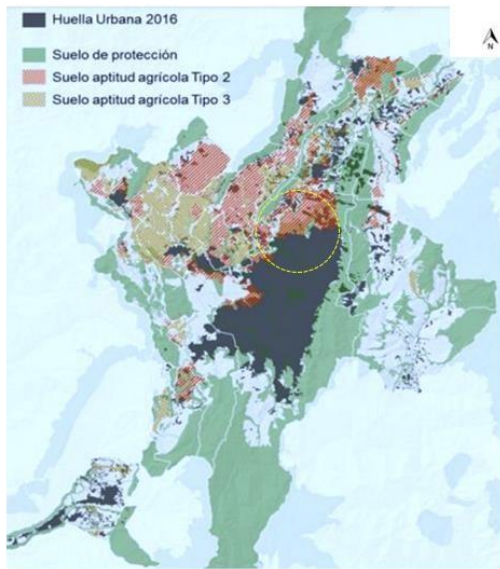 Huella Urbana 2016
Suelo de protección
Suelo aptitud agrícola Tipo 2
Suelo aptitud agrícola Tipo 3
N